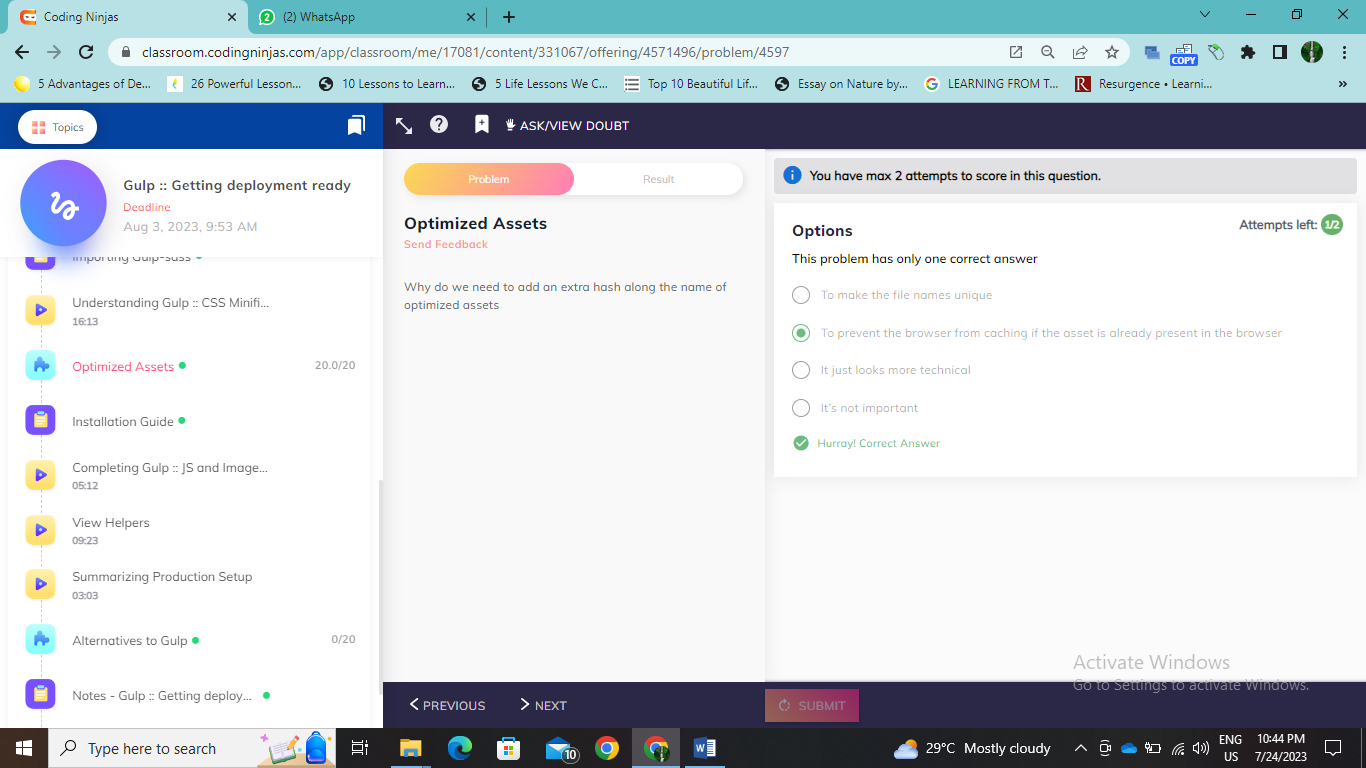 Coding Ninjas
2
(2) WhatsApp
classroom.codingninjas.com/app/classroom/me/17081/content/331067/offering/4571496/problem/4597
COPY
5 Advantages of De...
26 Powerful Lesson...
10 Lessons to Learn...
5 Life Lessons We C...
Top 10 Beautiful Lif...
Essay on Nature by...
LEARNING FROM T...
Resurgence • Learni...
Topics
ASK/VIEW DOUBT
Gulp :: Getting deployment ready
Deadline
Aug 3, 2023, 9:53 AM
Importing Gulp-sass
Understanding Gulp :: CSS Minifi...
16:13
Optimized Assets
20.0/20
Installation Guide
Completing Gulp :: JS and Image...
05:12
View Helpers
09:23
Summarizing Production Setup
03:03
Alternatives to Gulp
0/20
Notes - Gulp :: Getting deploy...
Problem
Result
Optimized Assets
Send Feedback
Why do we need to add an extra hash along the name of
optimized assets
You have max 2 attempts to score in this question.
Options
Attempts left: 1/2
This problem has only one correct answer
To make the file names unique
To prevent the browser from caching if the asset is already present in the browser
It just looks more technical
It's not important
Hurray! Correct Answer
Activate Windows
Go to Settings to activate Windows.
PREVIOUS
NEXT
SUBMIT
Type here to search
10
29°C Mostly cloudy
ENG
US
10:44 PM
7/24/2023